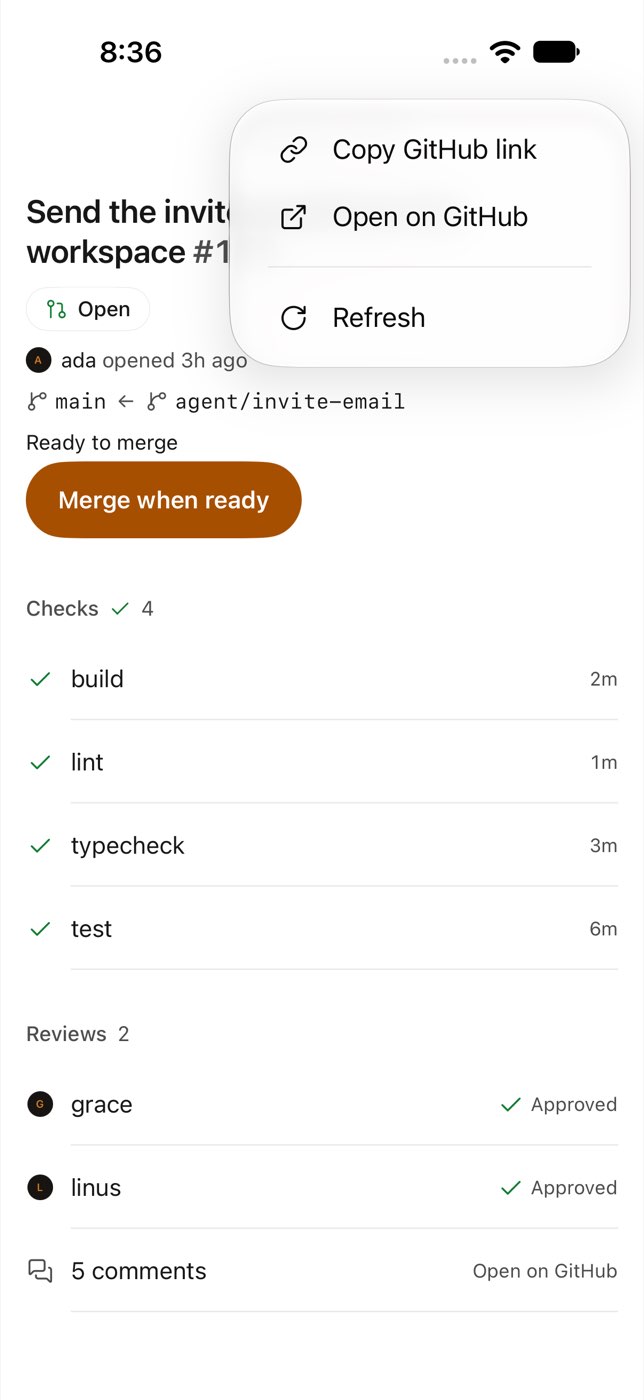 8:36
Copy GitHub link
Open on GitHub
Refresh
Send the
workspace #1
Open
A ada opened 3h ago
main ← agent/invite-email
Ready to merge
Merge when ready
Checks 4
build 2m
lint 1m
typecheck 3m
test 6m
Reviews 2
G grace Approved
L linus Approved
5 comments Open on GitHub